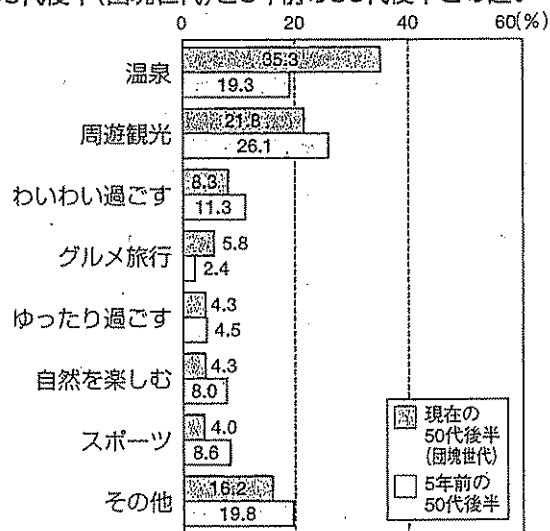 0 20 40 60(%)
温泉
35.3
19.3
周遊観光
21.8
26.1
わいわい過ごす
8.3
11.3
グルメ旅行
5.8
2.4
ゆったり過ごす
4.3
4.5
自然を楽しむ
4.3
8.0
スポーツ
4.0
8.6
その他
16.2
19.8
現在の
50代後半
(団塊世代)
5年前の
50代後半